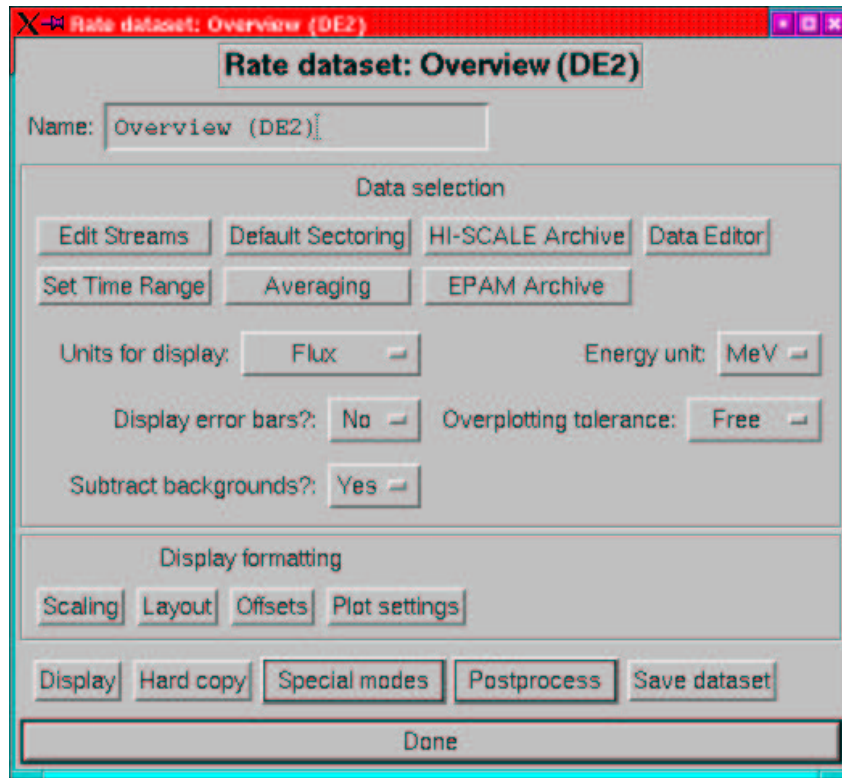 Rate dataset: Overview (DE2)
Rate dataset: Overview (DE2)
Name: Overview (DE2)
Data selection
Edit Streams Default Sectoring HI-SCALE Archive Data Editor
Set Time Range Averaging EPAM Archive
Units for display: Flux Energy unit: MeV
Display error bars?: No Overplotting tolerance: Free
Subtract backgrounds?: Yes
Display formatting
Scaling Layout Offsets Plot settings
Display Hard copy Special modes Postprocess Save dataset
Done